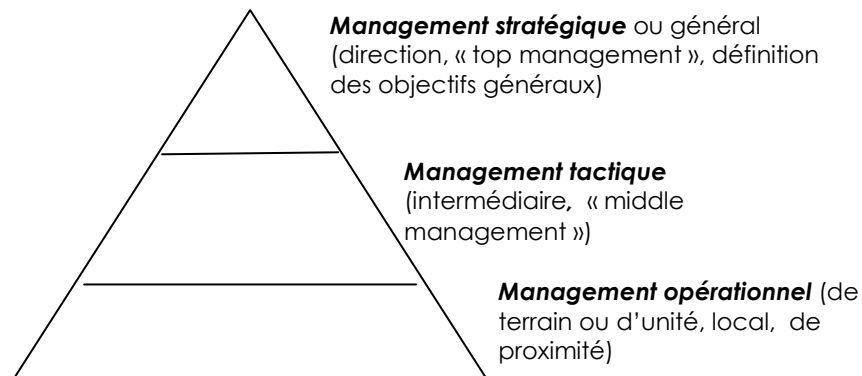 Management stratégique ou général
(direction, « top management », définition
des objectifs généraux)
Management tactique
(intermédiaire, « middle
management »)
Management opérationnel (de
terrain ou d’unité, local, de
proximité)